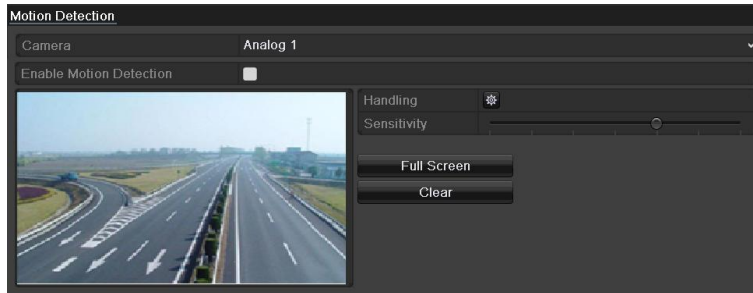 Motion Detection
Camera Analog 1
Enable Motion Detection
Handling
Sensitivity
Full Screen
Clear